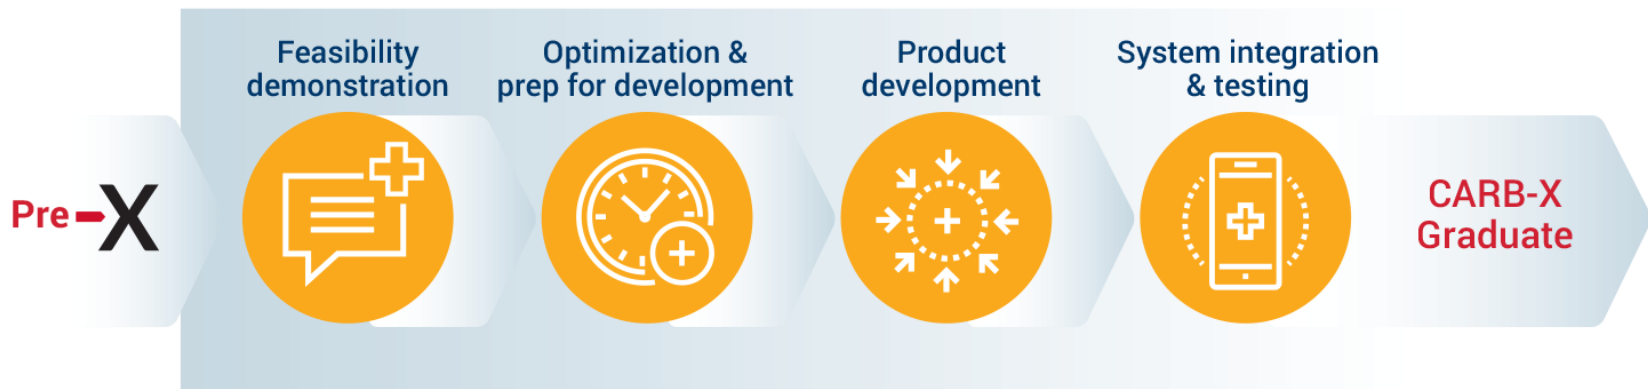 Pre-X
Feasibility
demonstration
Optimization &
prep for development
Product
development
System integration
& testing
CARB-X
Graduate